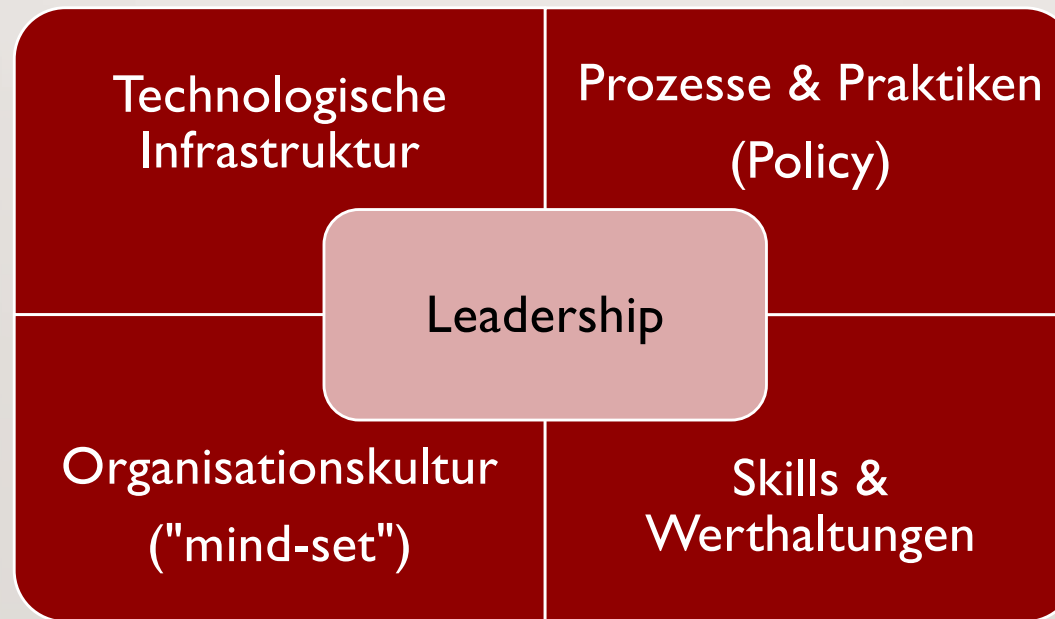 Technologische
Infrastruktur
Prozesse & Praktiken
(Policy)
Leadership
Organisationskultur
("mind-set")
Skills &
Werthaltungen